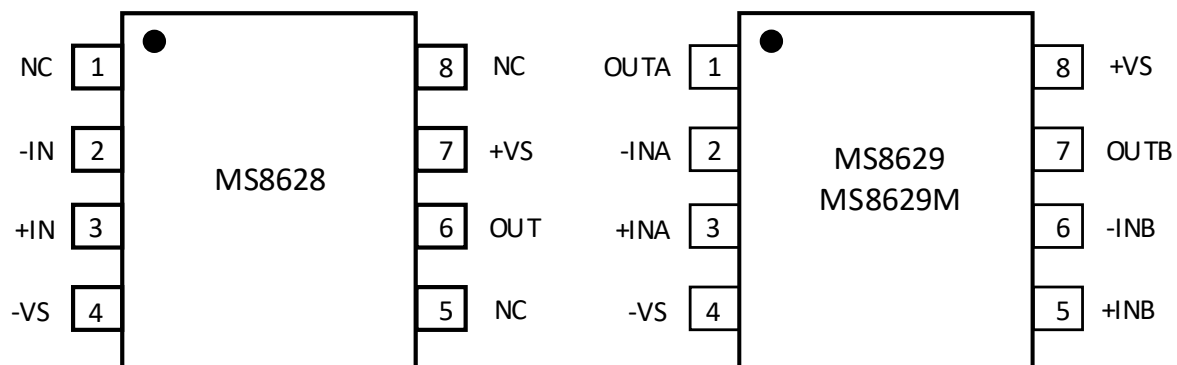 NC 1 8 NC OUTA 1 8 +VS
-IN 2 7 +VS -INA 2 7 OUTB
MS8628 MS8629
MS8629M
+IN 3 6 OUT +INA 3 6 -INB
-VS 4 5 NC -VS 4 5 +INB